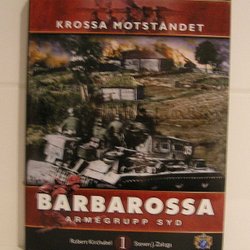 KROSSA MOTSTÅNDET
BARBAROSSA
ARMÉGRUPP SYD
Robert Kirchubel
1
Steven J. Zaloga